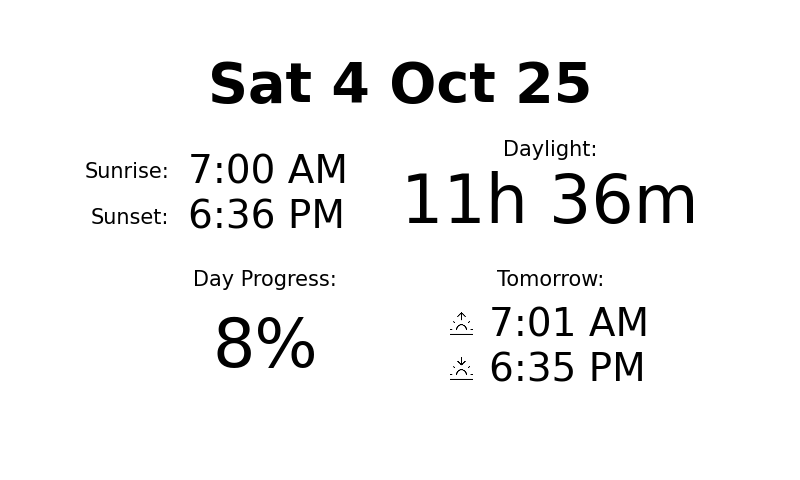 Sat 4 Oct 25
Sunrise: 7:00 AM
Sunset: 6:36 PM
Daylight:
11h 36m
Day Progress:
8%
Tomorrow:
7:01 AM
6:35 PM